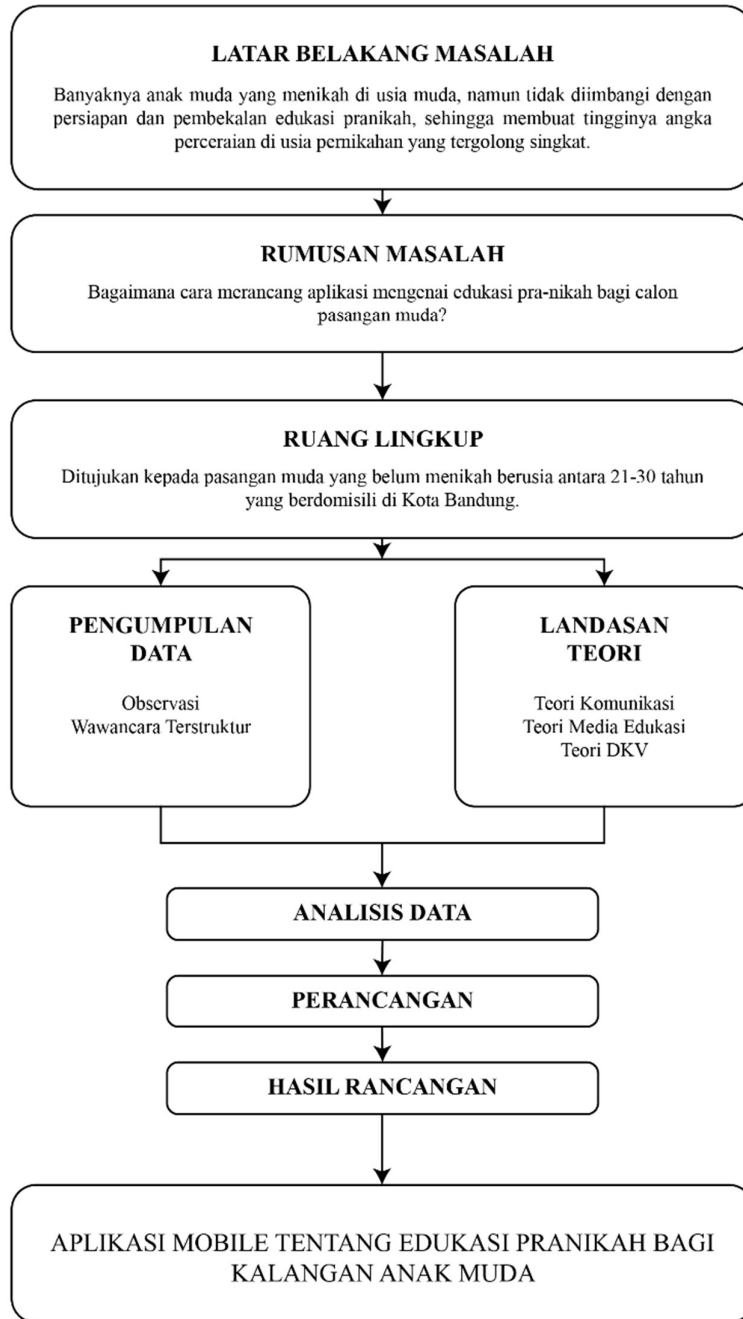 LATAR BELAKANG MASALAH
Banyaknya anak muda yang menikah di usia muda, namun tidak diimbangi dengan
persiapan dan pembekalan edukasi pranikah, sehingga membuat tingginya angka
perceraian di usia pernikahan yang tergolong singkat.
RUMUSAN MASALAH
Bagaimana cara merancang aplikasi mengenai edukasi pra-nikah bagi calon
pasangan muda?
RUANG LINGKUP
Ditujukan kepada pasangan muda yang belum menikah berusia antara 21-30 tahun
yang berdomisili di Kota Bandung.
PENGUMPULAN
DATA
Observasi
Wawancara Terstruktur
LANDASAN
TEORI
Teori Komunikasi
Teori Media Edukasi
Teori DKV
ANALISIS DATA
PERANCANGAN
HASIL RANCANGAN
APLIKASI MOBILE TENTANG EDUKASI PRANIKAH BAGI
KALANGAN ANAK MUDA